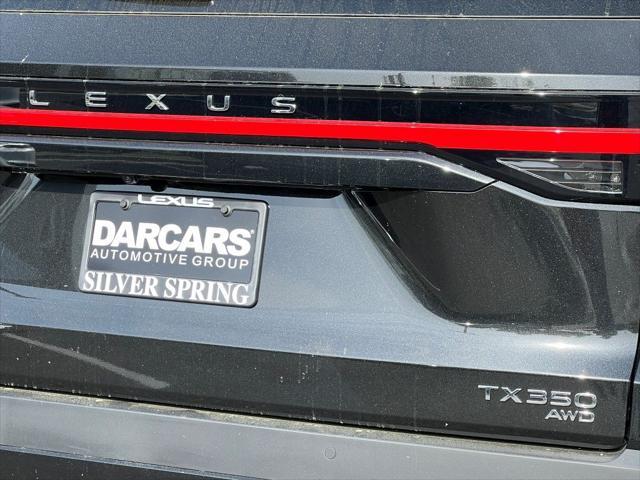 LEXUS
LEXUS
DARCARS
AUTOMOTIVE GROUP
SILVER SPRING
TX350
AWD